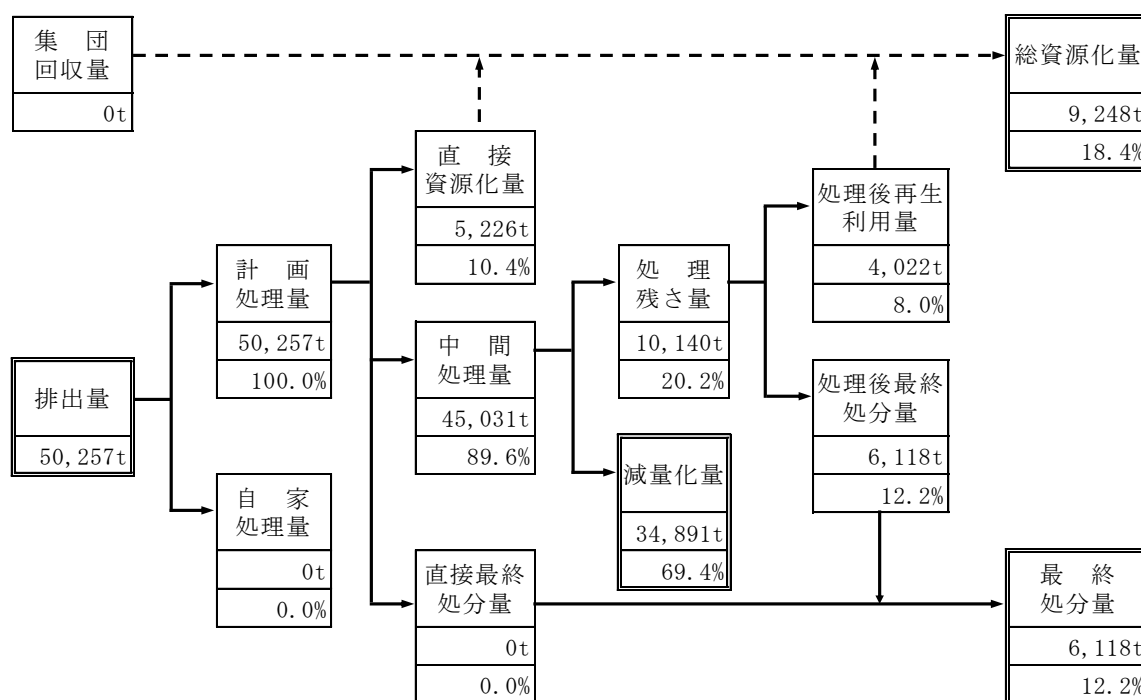 集　団
回収量
0t
総資源化量
9,248t
18.4%
直　接
資源化量
5,226t
10.4%
処理後再生
利用量
4,022t
8.0%
計　画
処理量
50,257t
100.0%
処　理
残さ量
10,140t
20.2%
中　間
処理量
45,031t
89.6%
排出量
50,257t
処理後最終
処分量
6,118t
12.2%
減量化量
34,891t
69.4%
自　家
処理量
0t
0.0%
直接最終
処分量
0t
0.0%
最　終
処分量
6,118t
12.2%